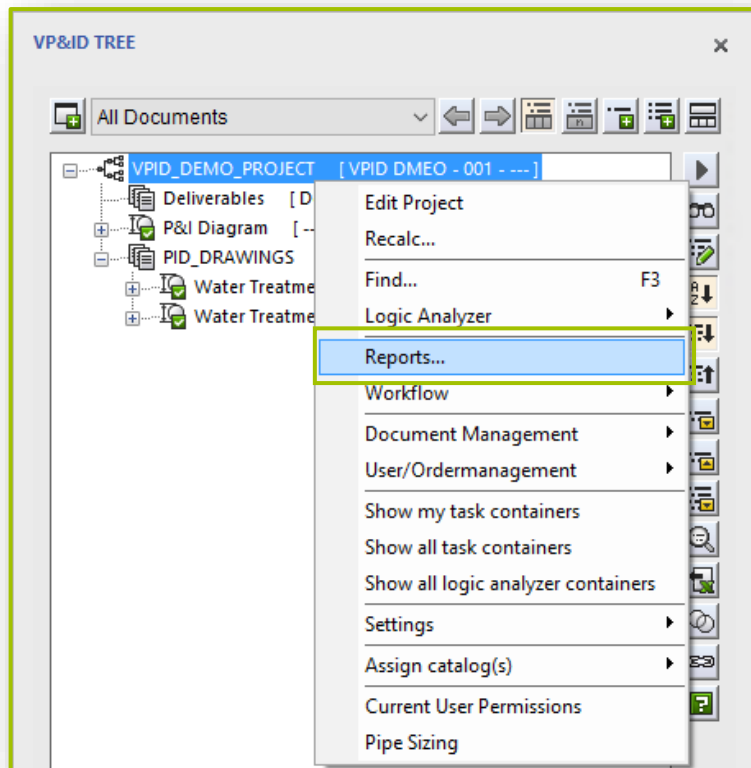 VP&ID TREE
All Documents
VPID_DEMO_PROJECT [ VPID DMEO - 001 - --- ]
Deliverables [ D
P&I Diagram [ --
PID_DRAWINGS
Water Treatme
Water Treatme
Edit Project
Recalc...
Find... F3
Logic Analyzer
Reports...
Workflow
Document Management
User/Ordermanagement
Show my task containers
Show all task containers
Show all logic analyzer containers
Settings
Assign catalog(s)
Current User Permissions
Pipe Sizing